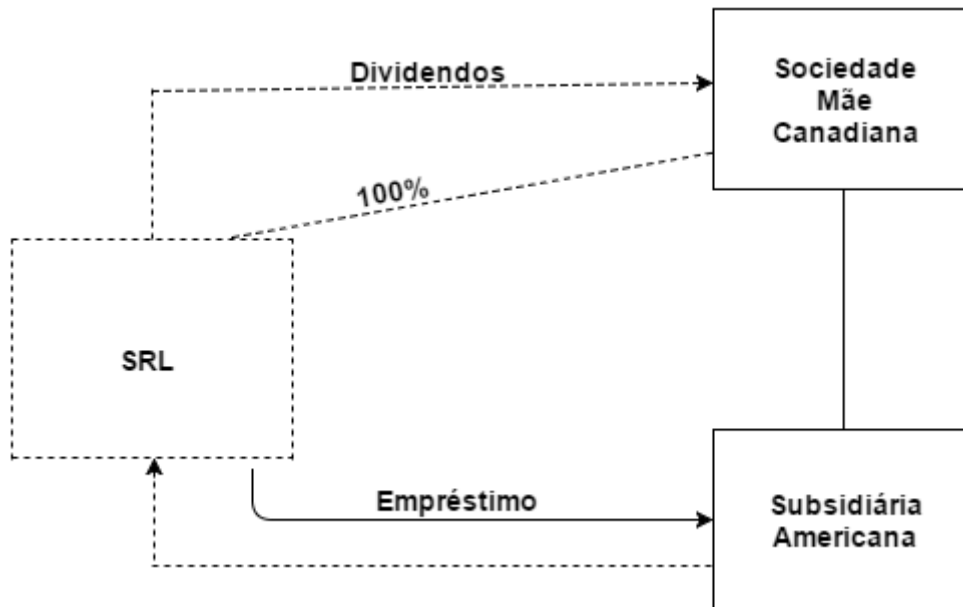 Dividendos
Sociedade
Mãe
Canadiana
100%
SRL
Empréstimo
Subsidiária
Americana